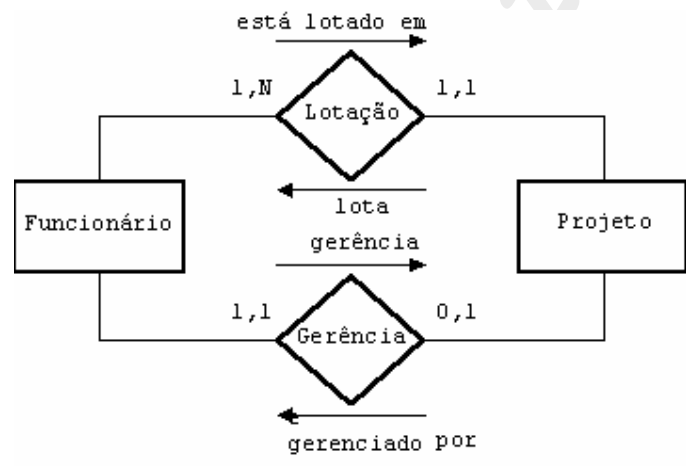 está lotado em
1,N
1,1
Lotação
lota
Funcionário
Projeto
gerência
1,1
0,1
Gerência
gerenciado por